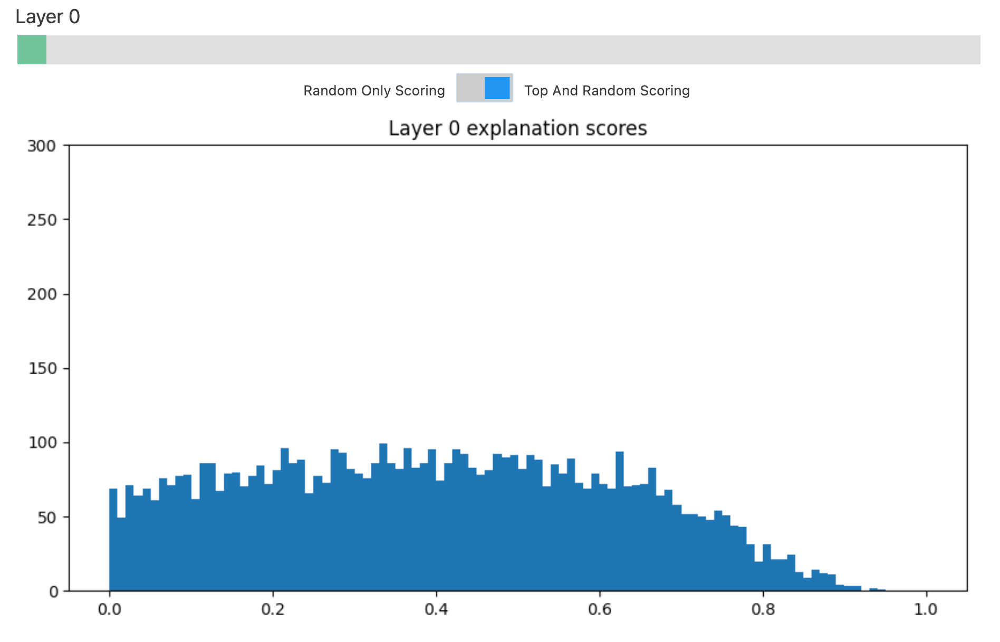 Layer 0
Random Only Scoring Top And Random Scoring
Layer 0 explanation scores
300
250
200
150
100
50
0
0.0 0.2 0.4 0.6 0.8 1.0